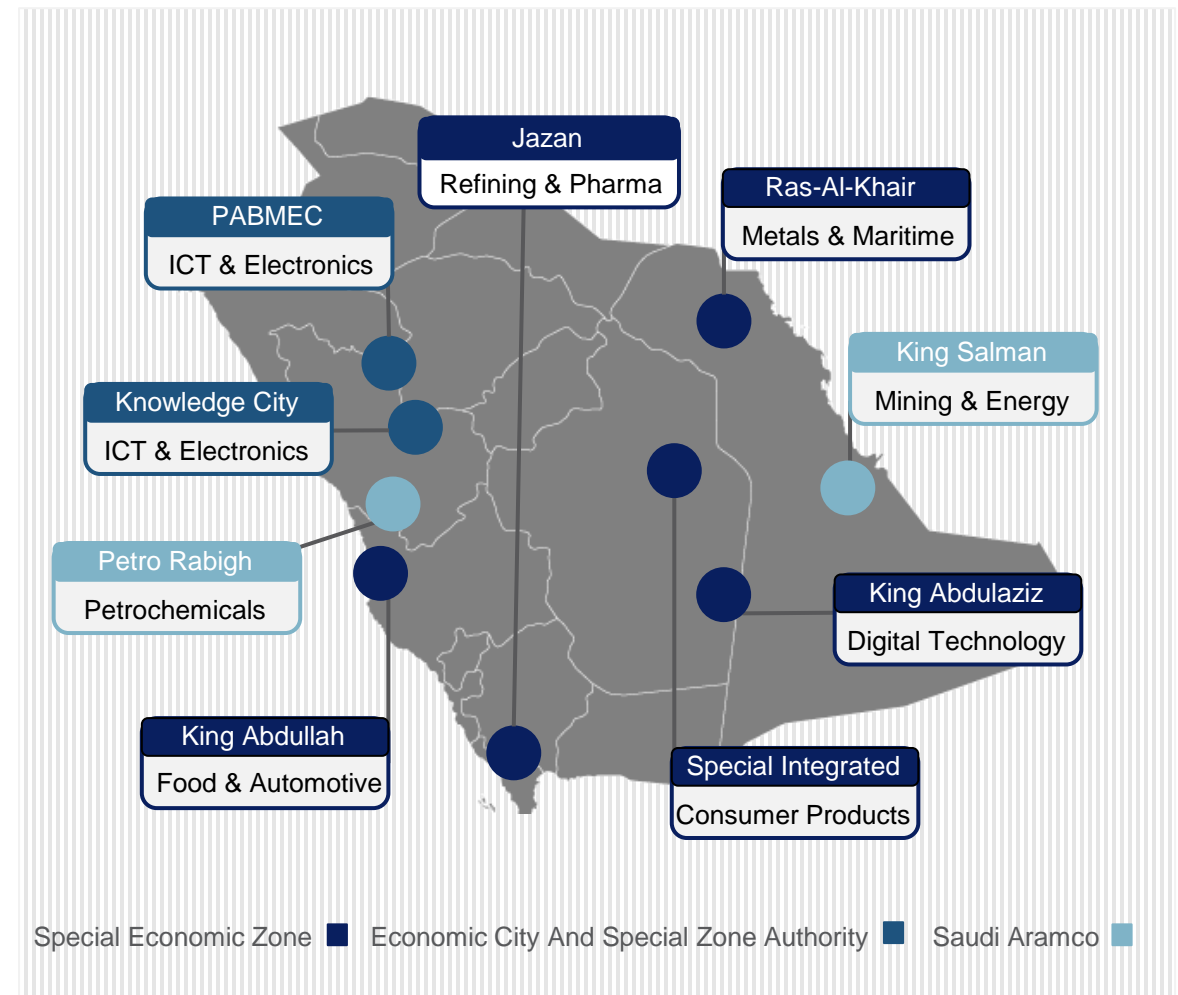 Jazan
Refining & Pharma
Ras-Al-Khair
Metals & Maritime
PABMEC
ICT & Electronics
King Salman
Mining & Energy
Knowledge City
ICT & Electronics
Petro Rabigh
Petrochemicals
King Abdulaziz
Digital Technology
King Abdullah
Food & Automotive
Special Integrated
Consumer Products
Special Economic Zone
Economic City And Special Zone Authority
Saudi Aramco